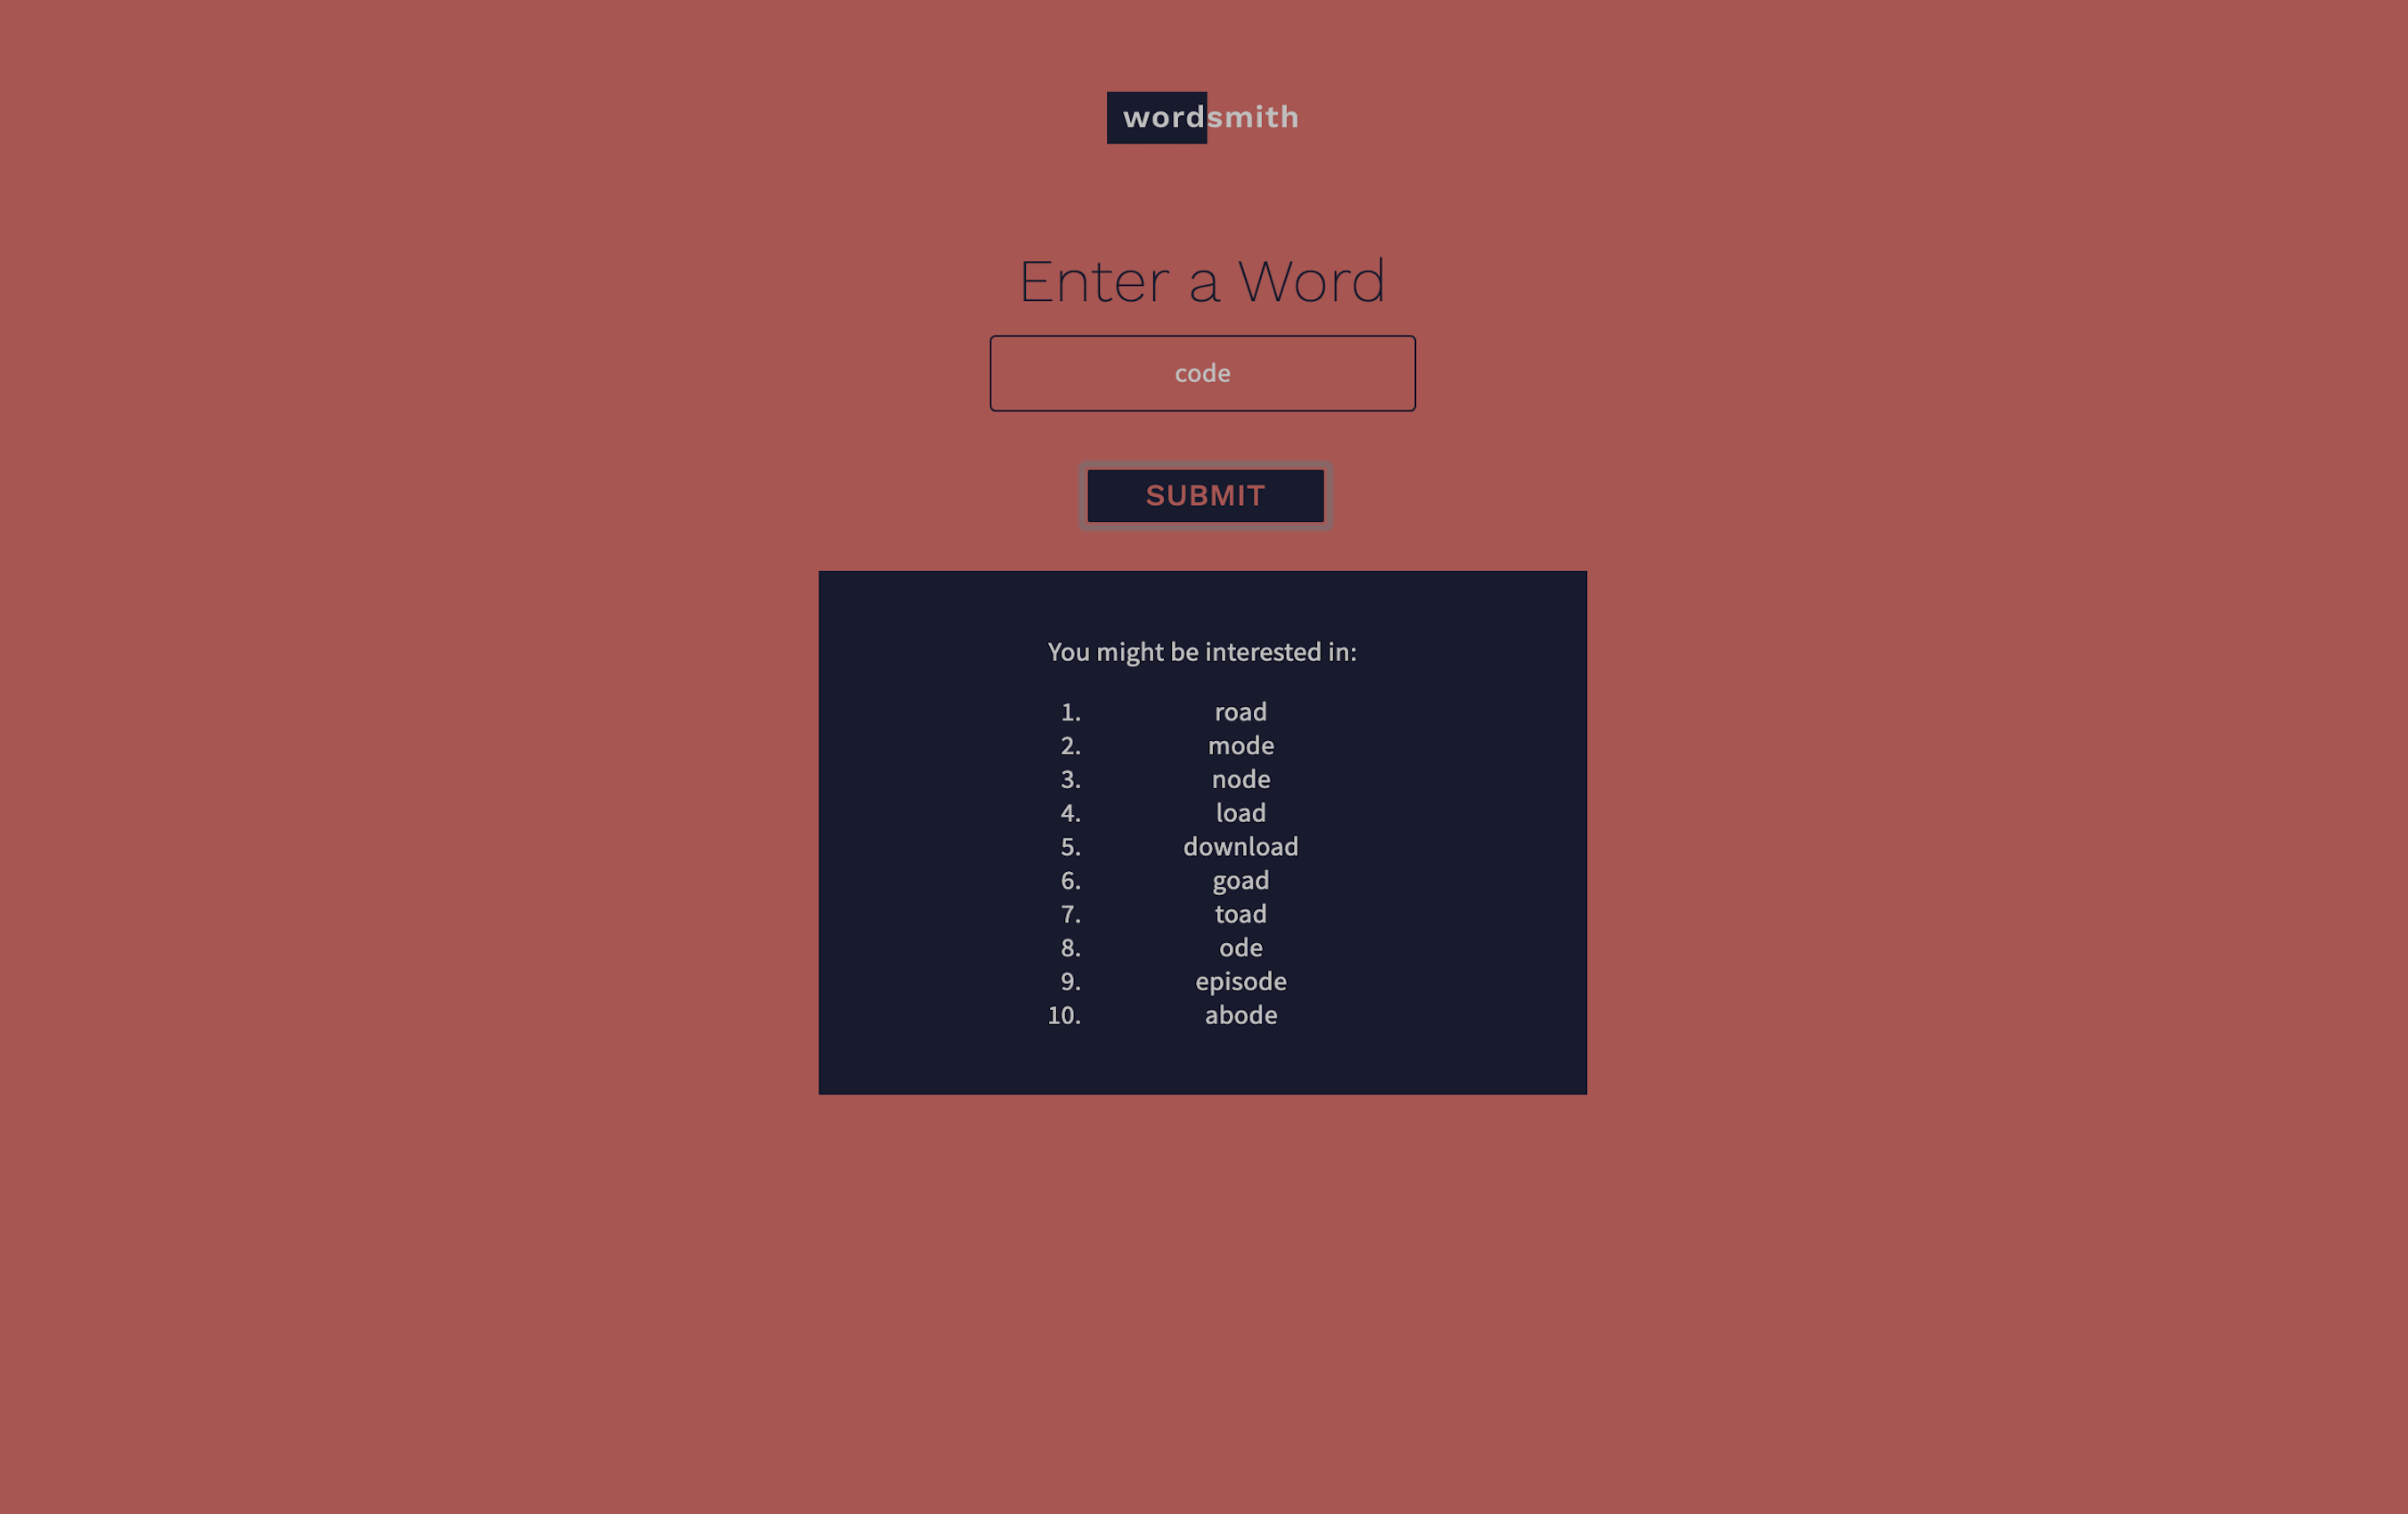 wordsmith
Enter a Word
code
SUBMIT
You might be interested in:
1. road
2. mode
3. node
4. load
5. download
6. goad
7. toad
8. ode
9. episode
10. abode